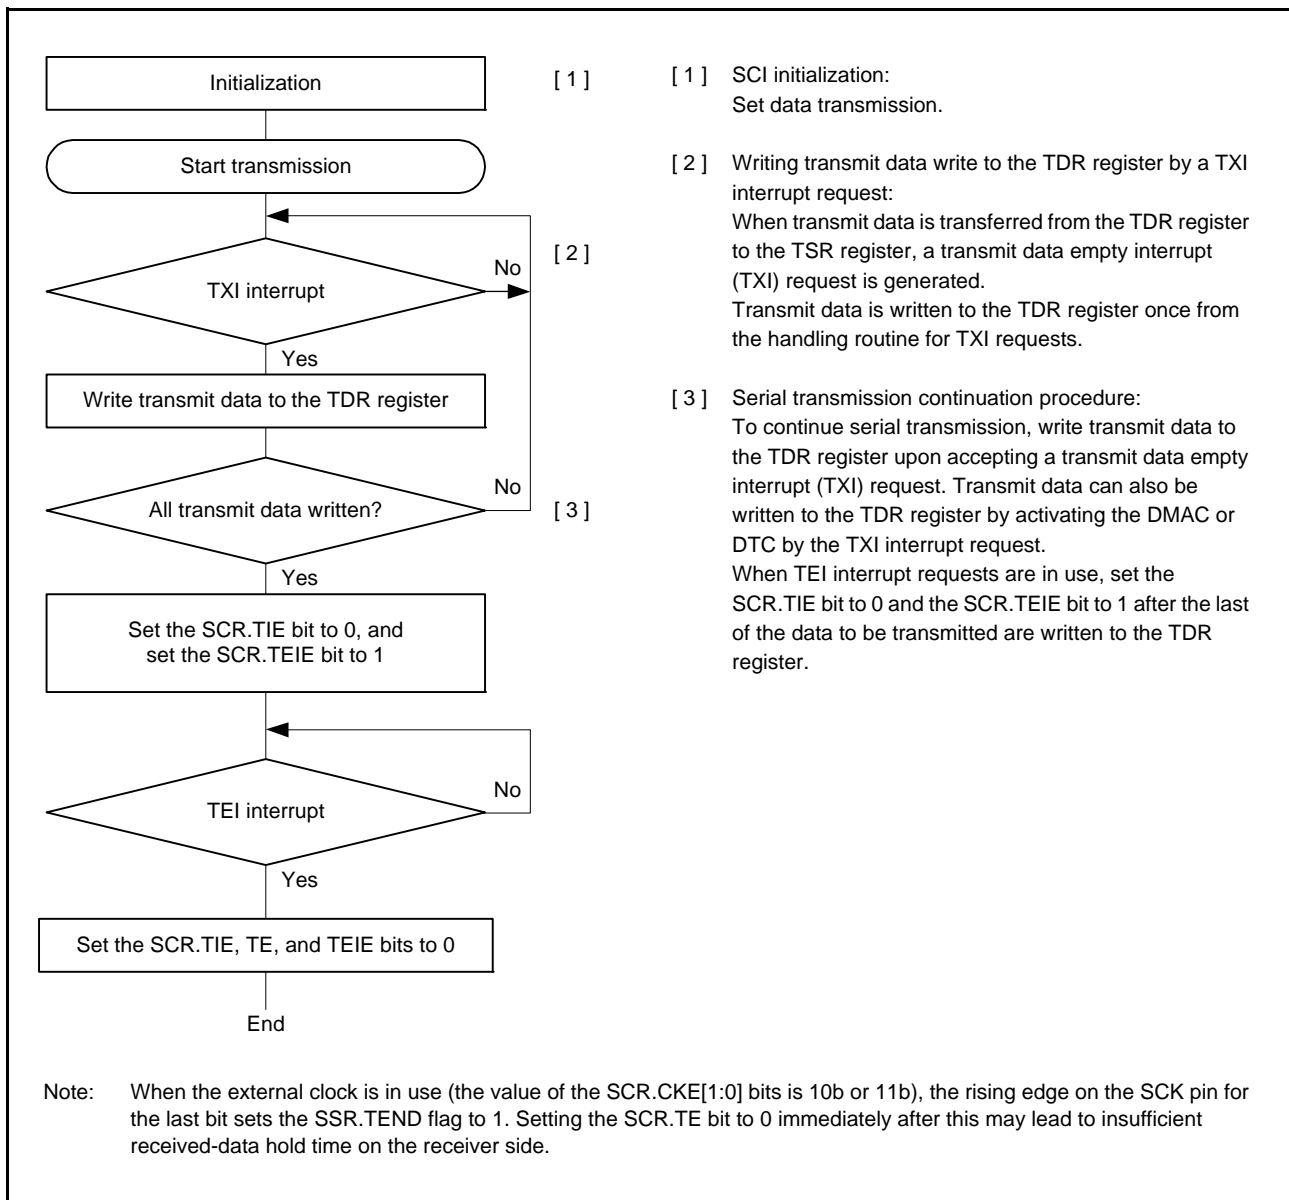 Initialization
[ 1 ]
Start transmission
[ 2 ]
TXI interrupt
No
Yes
Write transmit data to the TDR register
All transmit data written?
No
[ 3 ]
Yes
Set the SCR.TIE bit to 0, and
set the SCR.TEIE bit to 1
TEI interrupt
No
Yes
Set the SCR.TIE, TE, and TEIE bits to 0
End
[ 1 ] SCI initialization:
Set data transmission.
[ 2 ] Writing transmit data write to the TDR register by a TXI
interrupt request:
When transmit data is transferred from the TDR register
to the TSR register, a transmit data empty interrupt
(TXI) request is generated.
Transmit data is written to the TDR register once from
the handling routine for TXI requests.
[ 3 ] Serial transmission continuation procedure:
To continue serial transmission, write transmit data to
the TDR register upon accepting a transmit data empty
interrupt (TXI) request. Transmit data can also be
written to the TDR register by activating the DMAC or
DTC by the TXI interrupt request.
When TEI interrupt requests are in use, set the
SCR.TIE bit to 0 and the SCR.TEIE bit to 1 after the last
of the data to be transmitted are written to the TDR
register.
Note: When the external clock is in use (the value of the SCR.CKE[1:0] bits is 10b or 11b), the rising edge on the SCK pin for
the last bit sets the SSR.TEND flag to 1. Setting the SCR.TE bit to 0 immediately after this may lead to insufficient
received-data hold time on the receiver side.